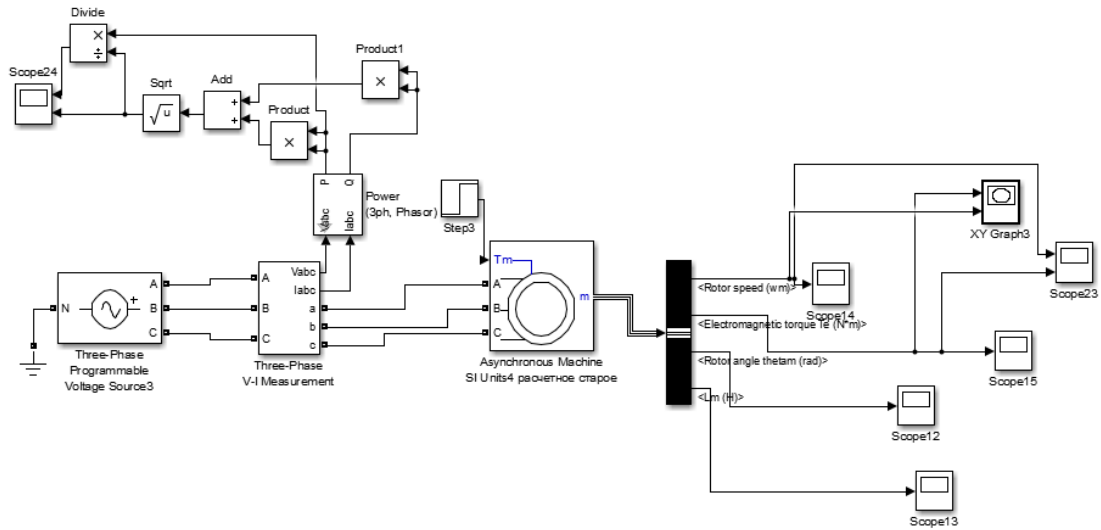 Divide
×
÷
Scope24
Sqrt
√u
Add
+
+
Product
×
Product1
×
P
Q
Vabc
Iabc
Power
(3ph, Phasor)
Step3
N
+
A
B
C
Three-Phase
Programmable
Voltage Source3
A
B
C
Vabc
Iabc
a
b
c
Three-Phase
V-I Measurement
Tm
A
B
C
m
Asynchronous Machine
SI Units4 расчетное старое
<Rotor speed (wm)>
<Electromagnetic torque Te (N*m)>
<Rotor angle thetam (rad)>
<Lm (H)>
Scope14
XY Graph3
Scope23
Scope15
Scope12
Scope13